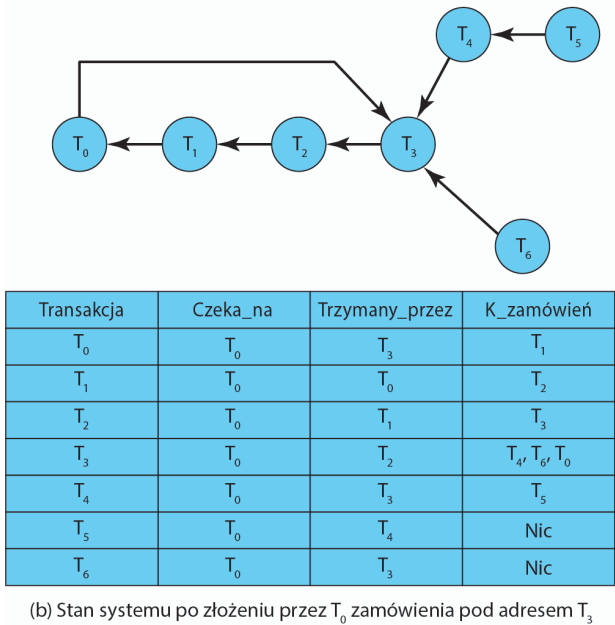 T₄ T₅
T₀ T₁ T₂ T₃
T₆
Transakcja Czeka_na Trzymany_przez K_zamówień
T₀ T₀ T₃ T₁
T₁ T₀ T₀ T₂
T₂ T₀ T₁ T₃
T₃ T₀ T₂ T₄, T₆, T₀
T₄ T₀ T₃ T₅
T₅ T₀ T₄ Nic
T₆ T₀ T₃ Nic
(b) Stan systemu po złożeniu przez T₀ zamówienia pod adresem T₃